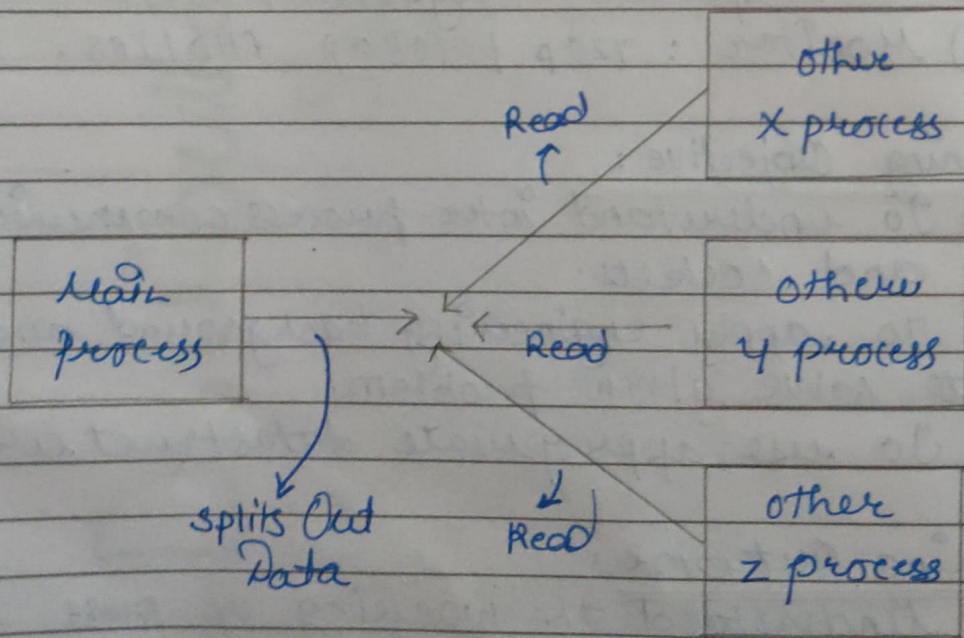 other
X process
Read
Main
process
other
Read
y process
splits Out
Data
Read
other
z process